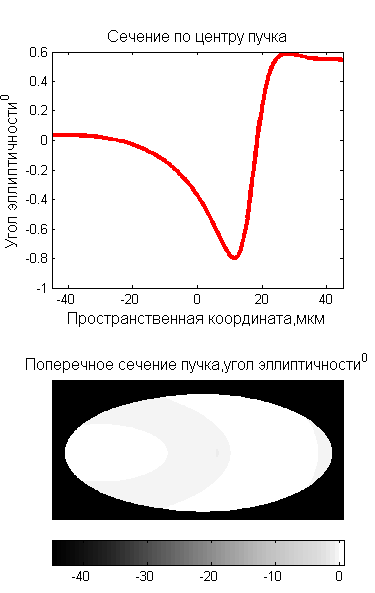 Сечение по центру пучка
0.6
0.4
0.2
0
-0.2
-0.4
-0.6
-0.8
-1
Угол эллиптичности⁰
-40 -20 0 20 40
Пространственная координата,мкм
Поперечное сечение пучка,угол эллиптичности⁰
-40 -30 -20 -10 0